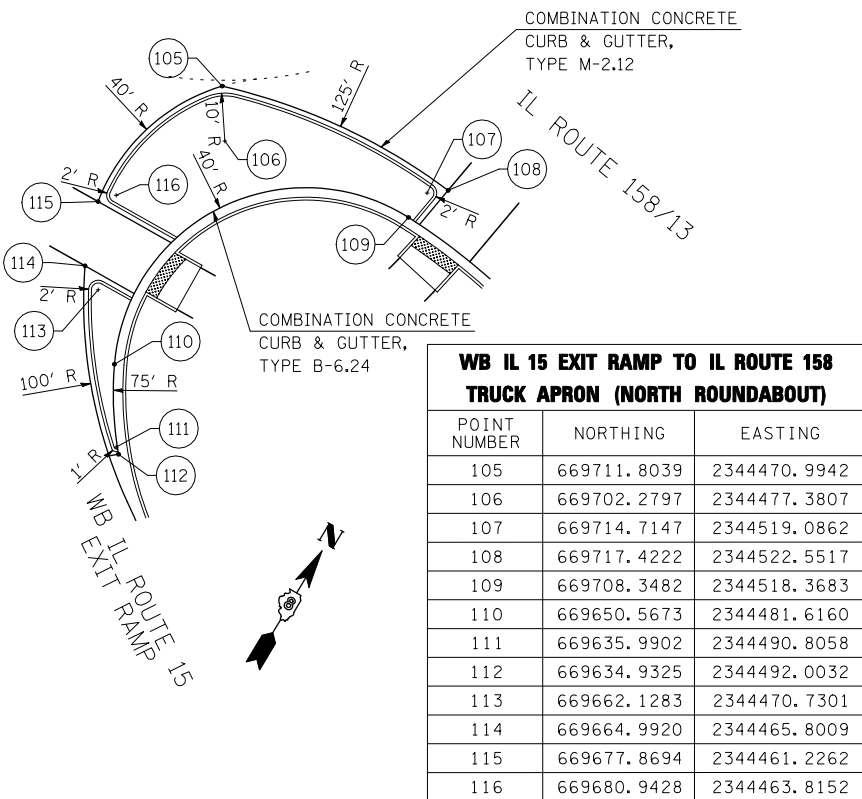 COMBINATION CONCRETE
CURB & GUTTER,
TYPE M-2.12
105
40' R
10' R
125' R
IL ROUTE 158/13
106
107
108
2' R
116
115
40' R
2' R
109
114
2' R
113
COMBINATION CONCRETE
CURB & GUTTER,
TYPE B-6.24
110
100' R
75' R
111
1' R
112
WB IL ROUTE 15
EXIT RAMP
N
WB IL 15 EXIT RAMP TO IL ROUTE 158
TRUCK APRON (NORTH ROUNDABOUT)
POINT NUMBER NORTHING EASTING
105 669711.8039 2344470.9942
106 669702.2797 2344477.3807
107 669714.7147 2344519.0862
108 669717.4222 2344522.5517
109 669708.3482 2344518.3683
110 669650.5673 2344481.6160
111 669635.9902 2344490.8058
112 669634.9325 2344492.0032
113 669662.1283 2344470.7301
114 669664.9920 2344465.8009
115 669677.8694 2344461.2262
116 669680.9428 2344463.8152